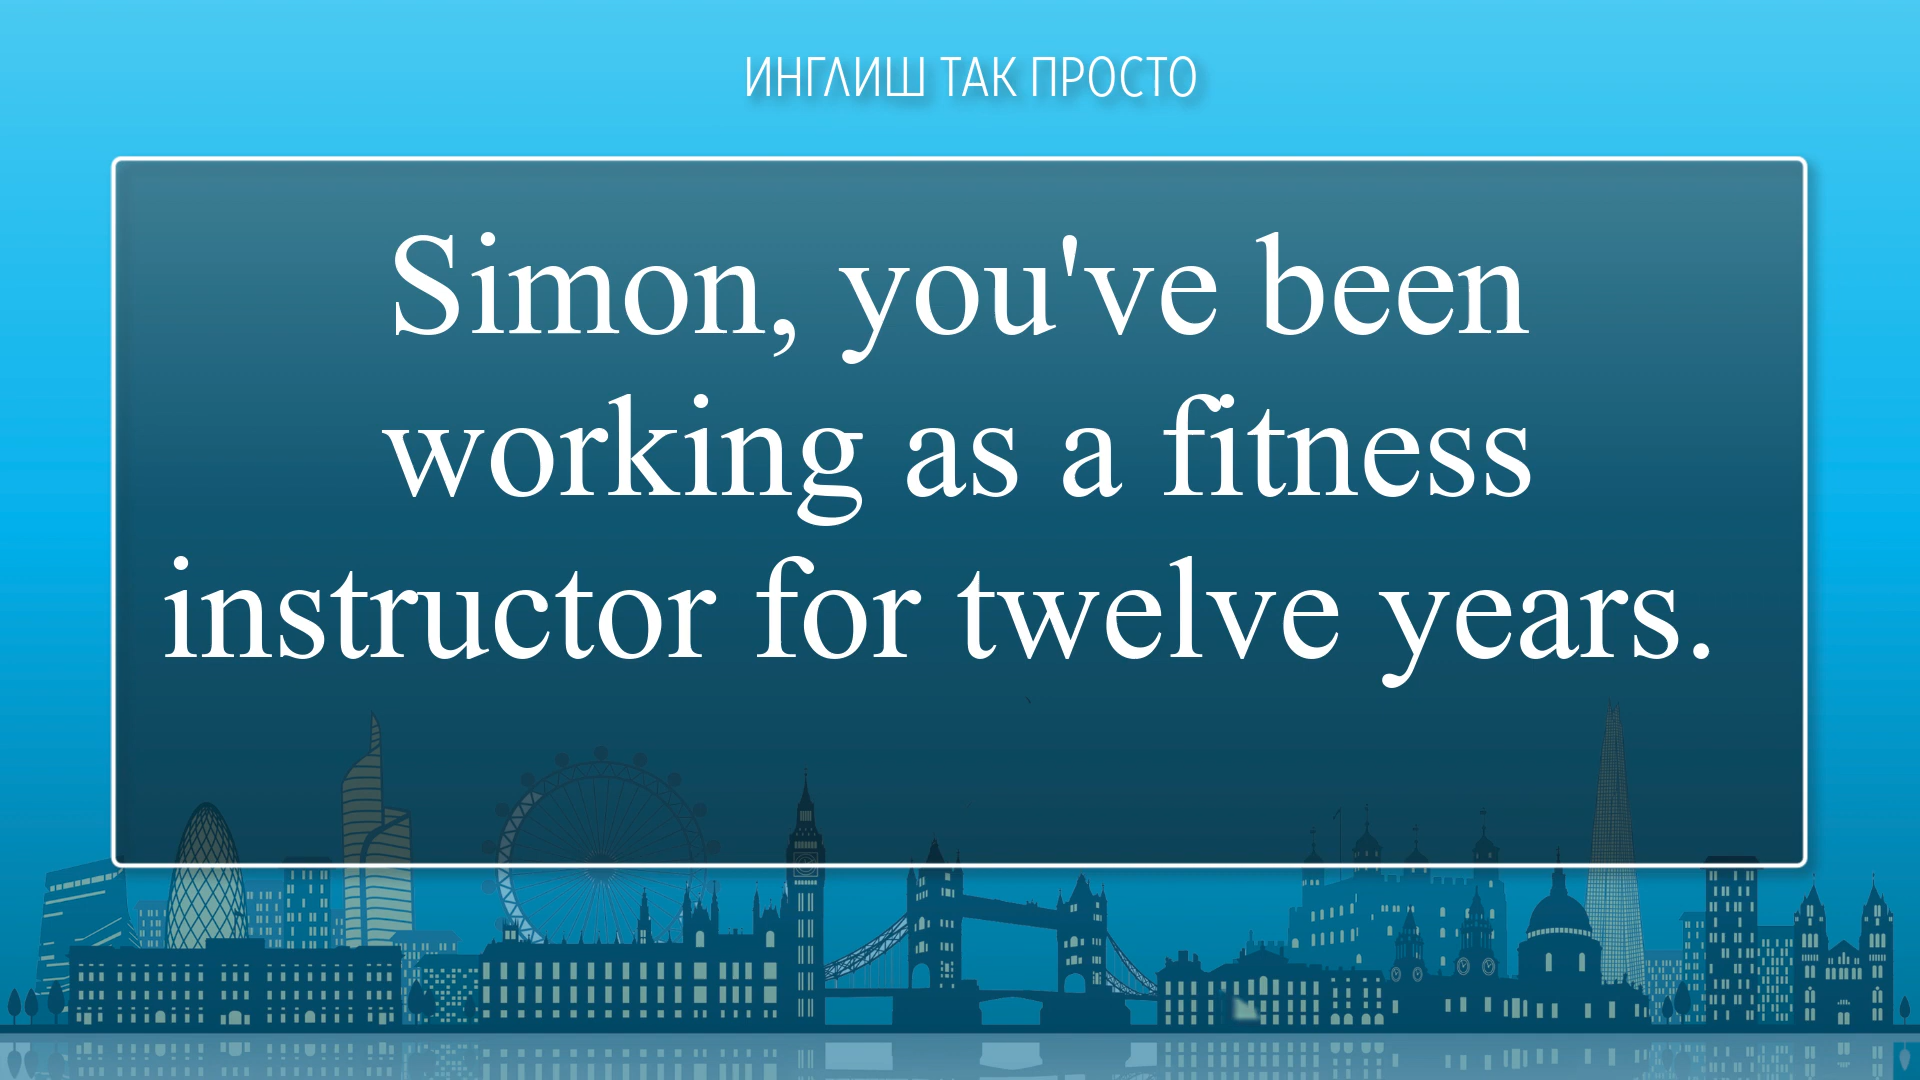 ИНГЛИШ ТАК ПРОСТО
Simon, you've been
working as a fitness
instructor for twelve years.